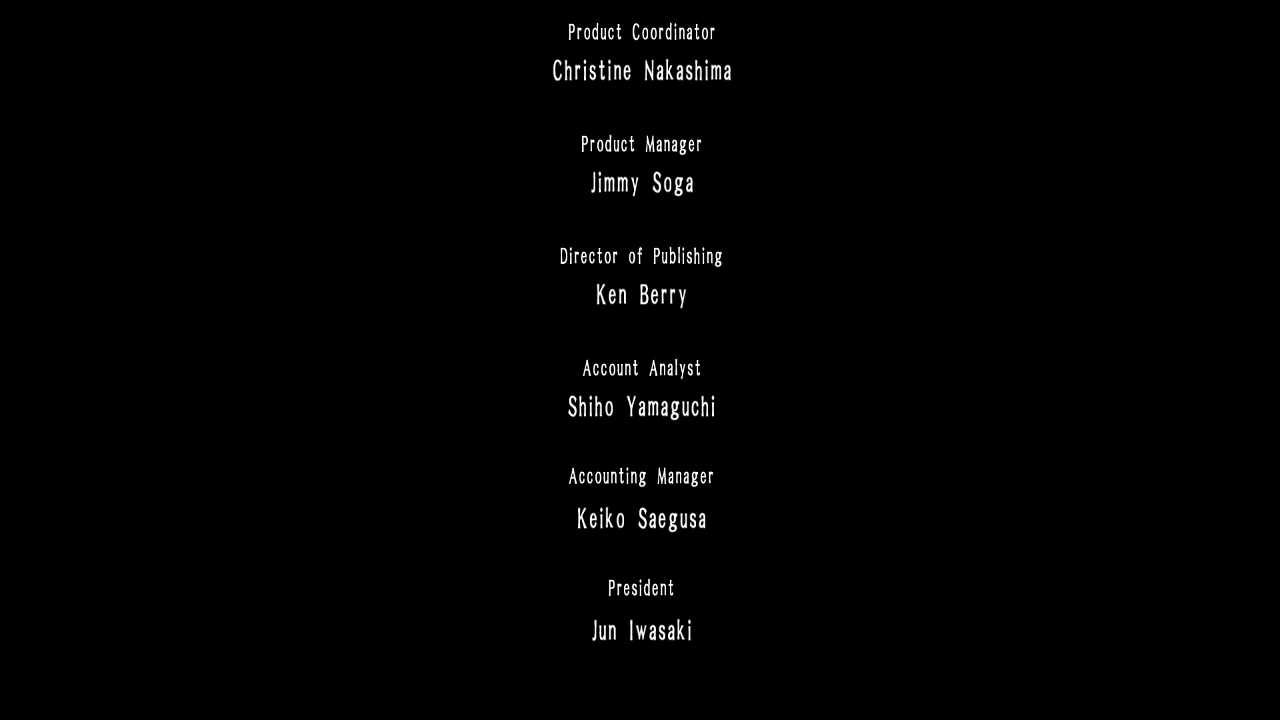 Product Coordinator
Christine Nakashima
Product Manager
Jimmy Soga
Director of Publishing
Ken Berry
Account Analyst
Shiho Yamaguchi
Accounting Manager
Keiko Saegusa
President
Jun Iwasaki